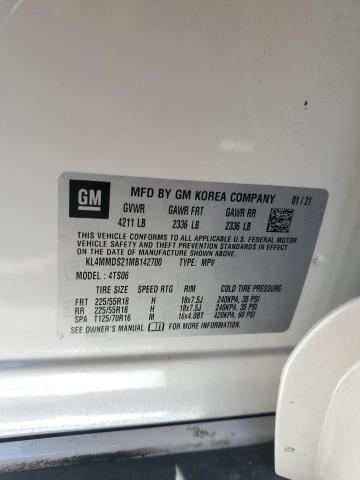 GM
MFD BY GM KOREA COMPANY 01/21
GVWR GAWR FRT GAWR RR
4211 LB 2336 LB 2336 LB
THIS VEHICLE CONFORMS TO ALL APPLICABLE U.S. FEDERAL MOTOR
VEHICLE SAFETY AND THEFT PREVENTION STANDARDS IN
EFFECT ON THE DATE OF MANUFACTURE SHOWN ABOVE.
KL4MMDS21MB142700 TYPE: MPV
MODEL: 4TS06
TIRE SIZE SPEED RTG RIM COLD TIRE PRESSURE
FRT 225/55R18 H 18x7.5J 240KPA, 35 PSI
RR 225/55R18 H 18x7.5J 240KPA, 35 PSI
SPA T125/70R16 M 16x4.0BT 420KPA, 60 PSI
SEE OWNER'S MANUAL FOR MORE INFORMATION.